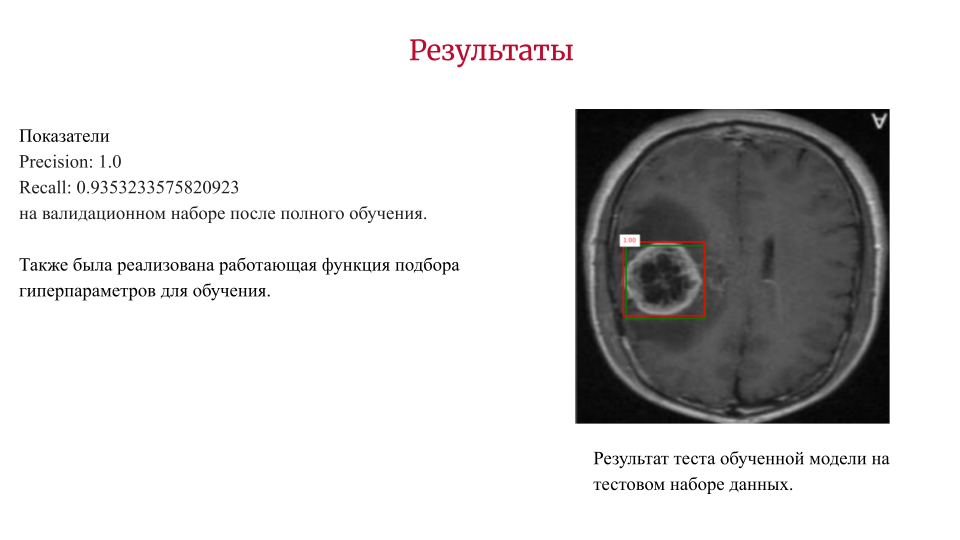 Результаты
Показатели
Precision: 1.0
Recall: 0.9353233575820923
на валидационном наборе после полного обучения.
Также была реализована работающая функция подбора
гиперпараметров для обучения.
A
1.00
Результат теста обученной модели на
тестовом наборе данных.